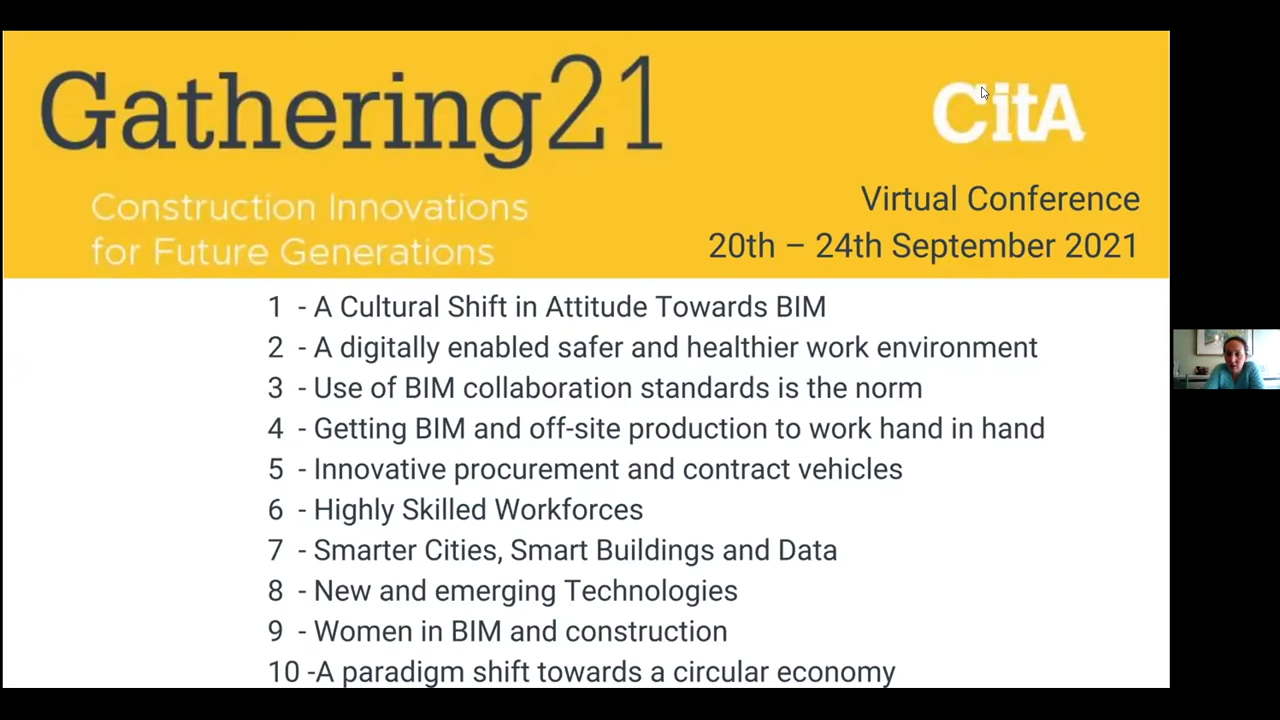 Gathering21
CitA
Construction Innovations
for Future Generations
Virtual Conference
20th – 24th September 2021
1 - A Cultural Shift in Attitude Towards BIM
2 - A digitally enabled safer and healthier work environment
3 - Use of BIM collaboration standards is the norm
4 - Getting BIM and off-site production to work hand in hand
5 - Innovative procurement and contract vehicles
6 - Highly Skilled Workforces
7 - Smarter Cities, Smart Buildings and Data
8 - New and emerging Technologies
9 - Women in BIM and construction
10 -A paradigm shift towards a circular economy